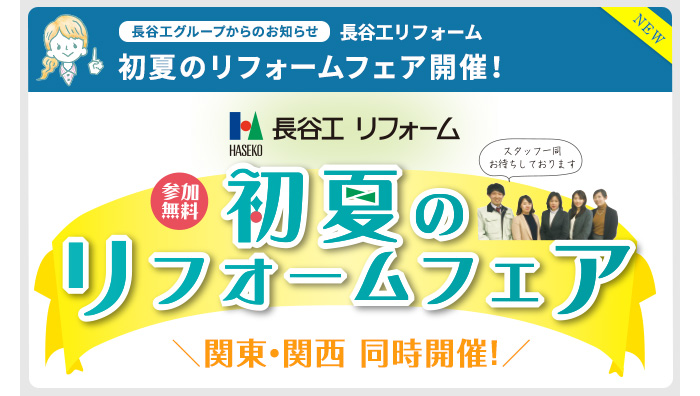 長谷工グループからのお知らせ 長谷工リフォーム
初夏のリフォームフェア開催!
NEW
HASEKO
長谷工 リフォーム
スタッフ一同
お待ちしております
参加
無料
初夏の
リフォームフェア
＼関東・関西 同時開催!／